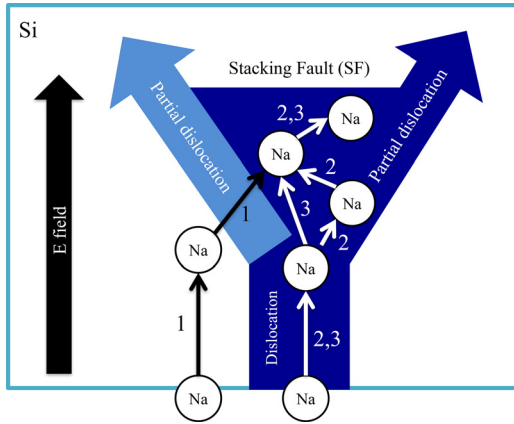 Si
Stacking Fault (SF)
Partial dislocation
Partial dislocation
E field
2,3
Na
Na
2
Na
1
3
Na
2
Na
1
Dislocation
2,3
Na
Na